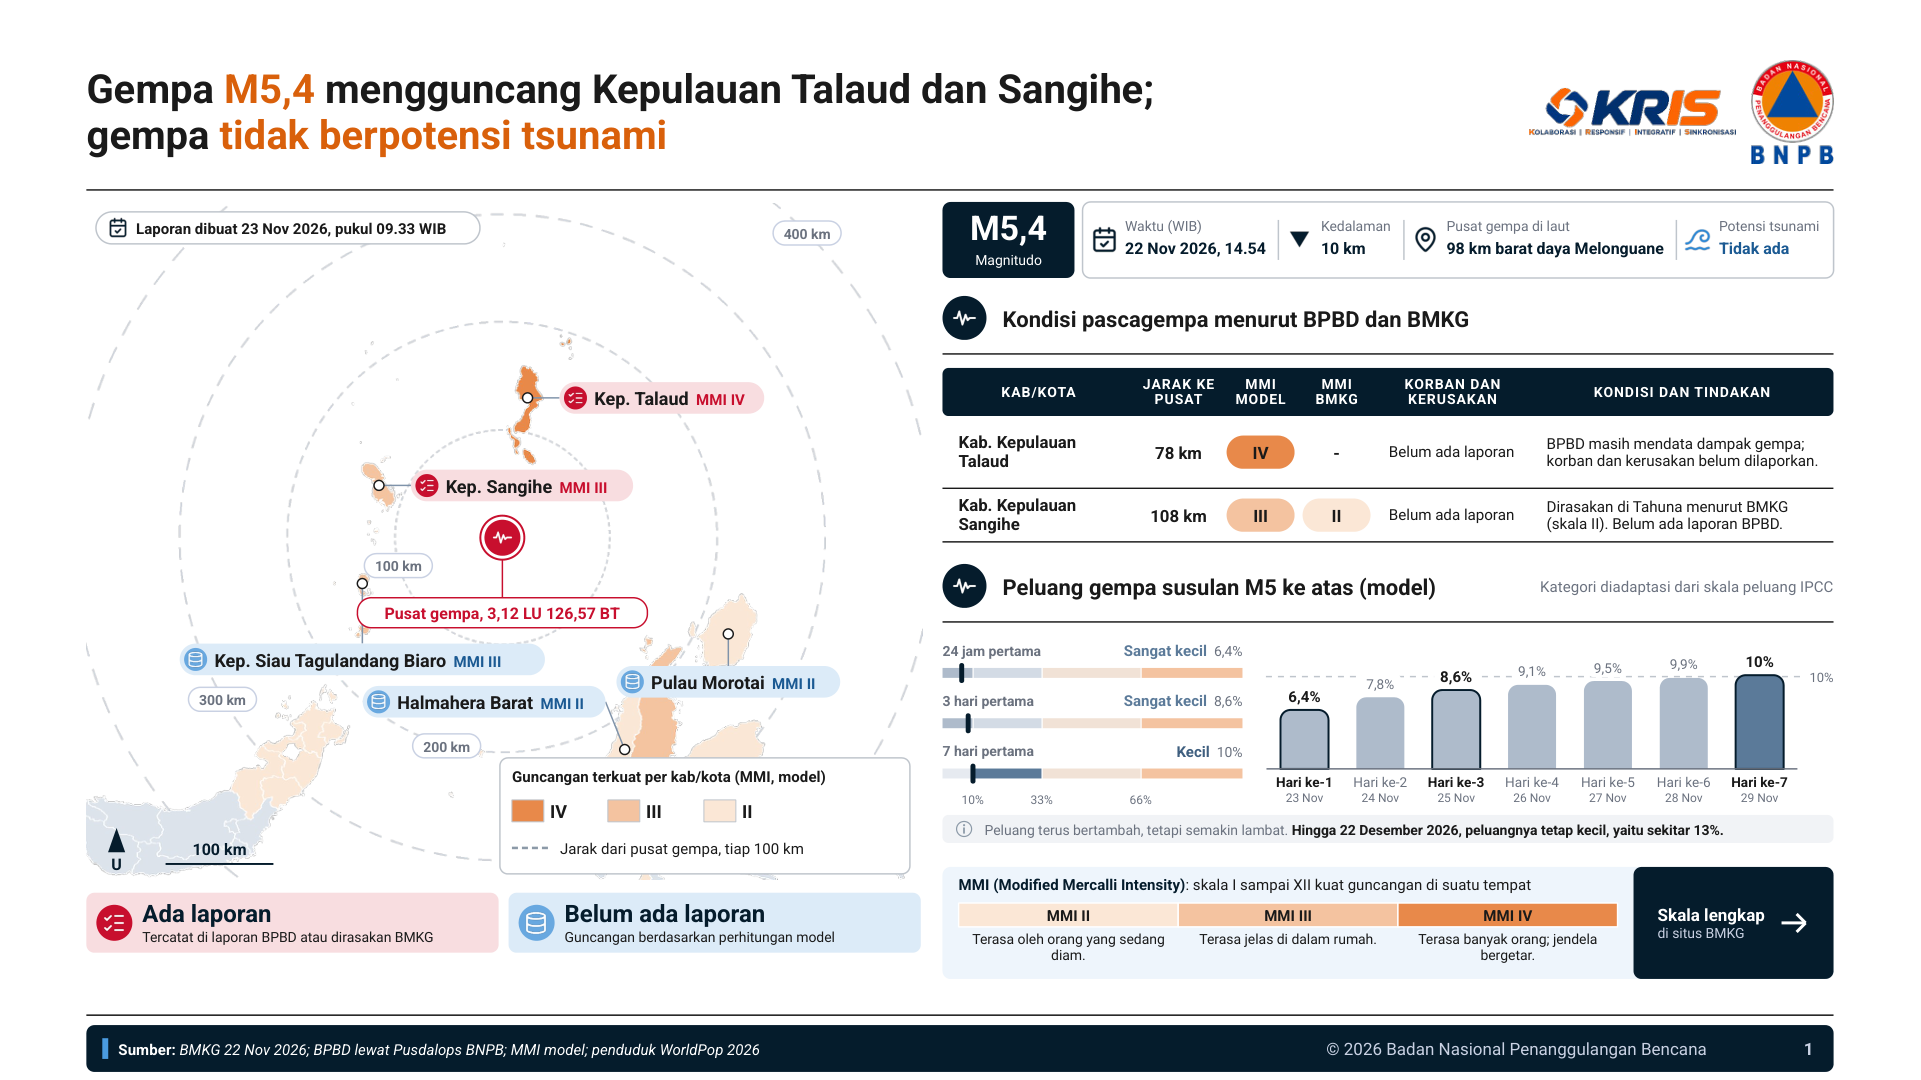 Gempa M5,4 mengguncang Kepulauan Talaud dan Sangihe;
gempa tidak berpotensi tsunami
KRIS
KOLABORASI | RESPONSIF | INTEGRATIF | SINKRONISASI
BADAN NASIONAL
PENANGGULANGAN BENCANA
BNPB
Laporan dibuat 23 Nov 2026, pukul 09.33 WIB
400 km
Kep. Talaud MMI IV
Kep. Sangihe MMI III
100 km
Pusat gempa, 3,12 LU 126,57 BT
Kep. Siau Tagulandang Biaro MMI III
Pulau Morotai MMI II
300 km
Halmahera Barat MMI II
200 km
Guncangan terkuat per kab/kota (MMI, model)
IV
III
II
Jarak dari pusat gempa, tiap 100 km
U
100 km
Ada laporan
Tercatat di laporan BPBD atau dirasakan BMKG
Belum ada laporan
Guncangan berdasarkan perhitungan model
M5,4
Magnitudo
Waktu (WIB)
22 Nov 2026, 14.54
Kedalaman
10 km
Pusat gempa di laut
98 km barat daya Melonguane
Potensi tsunami
Tidak ada
Kondisi pascagempa menurut BPBD dan BMKG
KAB/KOTA
JARAK KE
PUSAT
MMI
MODEL
MMI
BMKG
KORBAN DAN
KERUSAKAN
KONDISI DAN TINDAKAN
Kab. Kepulauan
Talaud
78 km
IV
-
Belum ada laporan
BPBD masih mendata dampak gempa;
korban dan kerusakan belum dilaporkan.
Kab. Kepulauan
Sangihe
108 km
III
II
Belum ada laporan
Dirasakan di Tahuna menurut BMKG
(skala II). Belum ada laporan BPBD.
Peluang gempa susulan M5 ke atas (model)
Kategori diadaptasi dari skala peluang IPCC
24 jam pertama
Sangat kecil 6,4%
3 hari pertama
Sangat kecil 8,6%
7 hari pertama
Kecil 10%
10%
33%
66%
6,4%
7,8%
8,6%
9,1%
9,5%
9,9%
10%
10%
Hari ke-1
23 Nov
Hari ke-2
24 Nov
Hari ke-3
25 Nov
Hari ke-4
26 Nov
Hari ke-5
27 Nov
Hari ke-6
28 Nov
Hari ke-7
29 Nov
Peluang terus bertambah, tetapi semakin lambat. Hingga 22 Desember 2026, peluangnya tetap kecil, yaitu sekitar 13%.
MMI (Modified Mercalli Intensity): skala I sampai XII kuat guncangan di suatu tempat
MMI II
MMI III
MMI IV
Terasa oleh orang yang sedang
diam.
Terasa jelas di dalam rumah.
Terasa banyak orang; jendela
bergetar.
Skala lengkap
di situs BMKG
Sumber: BMKG 22 Nov 2026; BPBD lewat Pusdalops BNPB; MMI model; penduduk WorldPop 2026
© 2026 Badan Nasional Penanggulangan Bencana
1